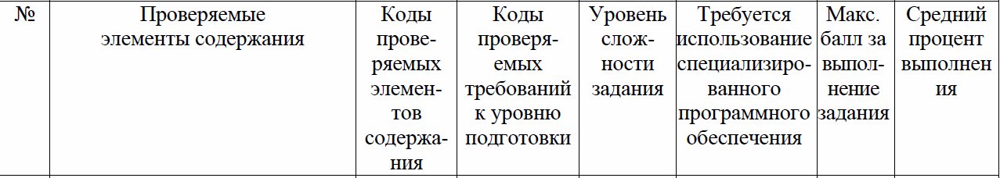 №
Проверяемые
элементы содержания
Коды
прове-
ряемых
элемен-
тов
содержа-
ния
Коды
проверя-
емых
требований
к уровню
подготовки
Уровень
слож-
ности
задания
Требуется
использование
специализиро-
ванного
программного
обеспечения
Макс.
балл за
выпол-
нение
задания
Средний
процент
выполнен
ия